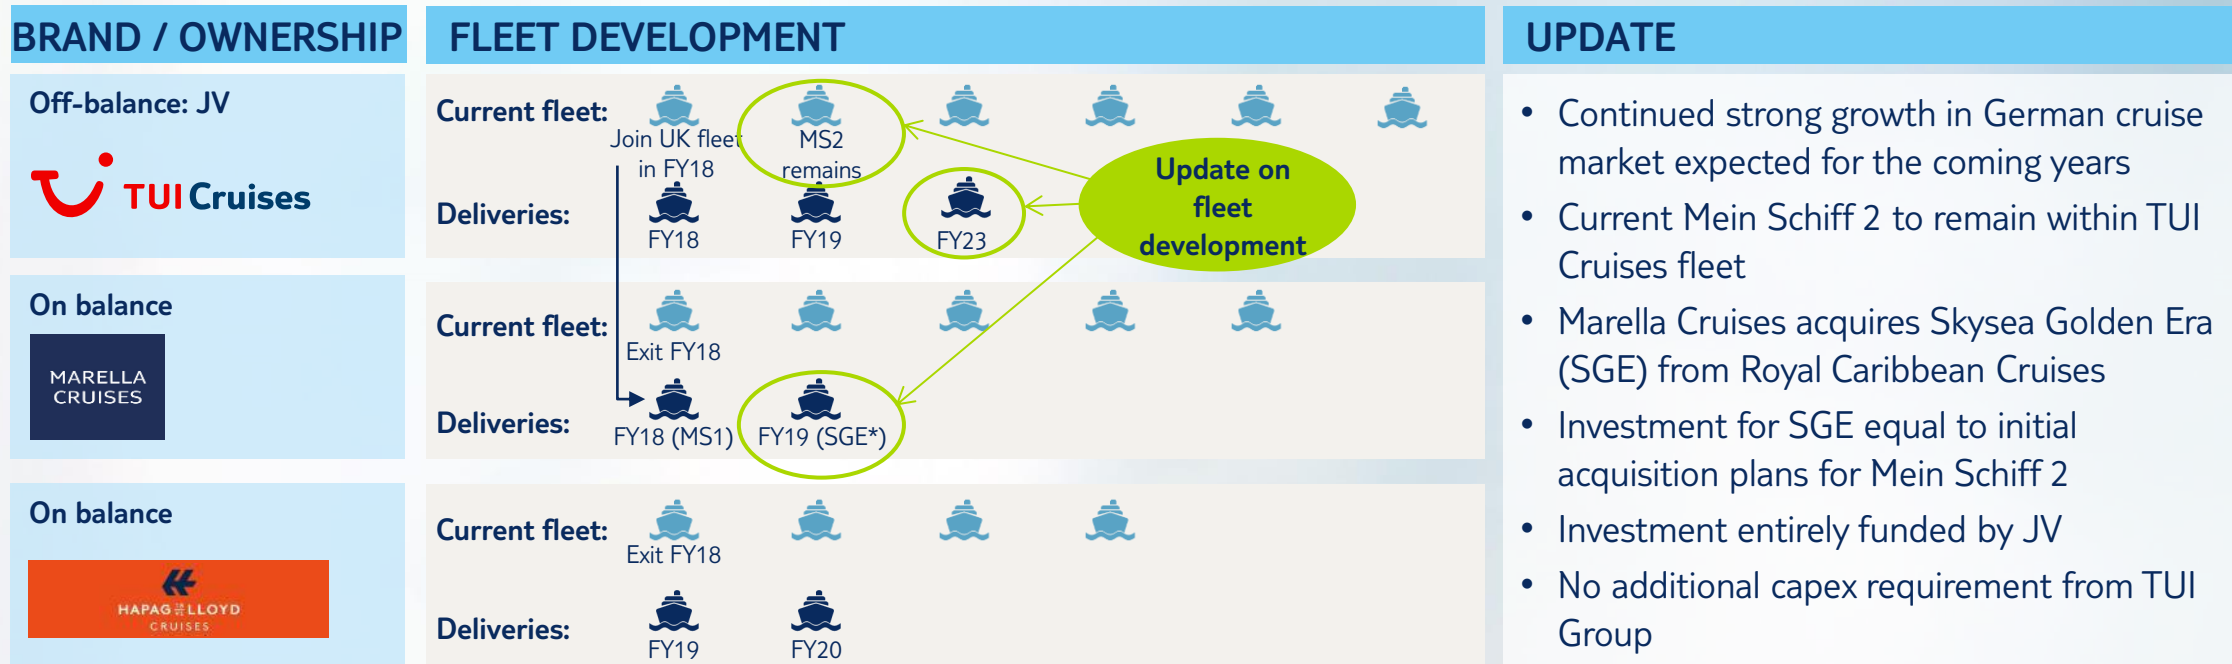 BRAND / OWNERSHIP
FLEET DEVELOPMENT
UPDATE
Off-balance: JV
TUI Cruises
Current fleet:
Join UK fleet
in FY18
MS2
remains
Deliveries:
FY18
FY19
FY23
Update on
fleet
development
On balance
MARELLA
CRUISES
Current fleet:
Exit FY18
Deliveries:
FY18 (MS1)
FY19 (SGE*)
On balance
HAPAG LLOYD
CRUISES
Current fleet:
Exit FY18
Deliveries:
FY19
FY20
• Continued strong growth in German cruise
market expected for the coming years
• Current Mein Schiff 2 to remain within TUI
Cruises fleet
• Marella Cruises acquires Skysea Golden Era
(SGE) from Royal Caribbean Cruises
• Investment for SGE equal to initial
acquisition plans for Mein Schiff 2
• Investment entirely funded by JV
• No additional capex requirement from TUI
Group